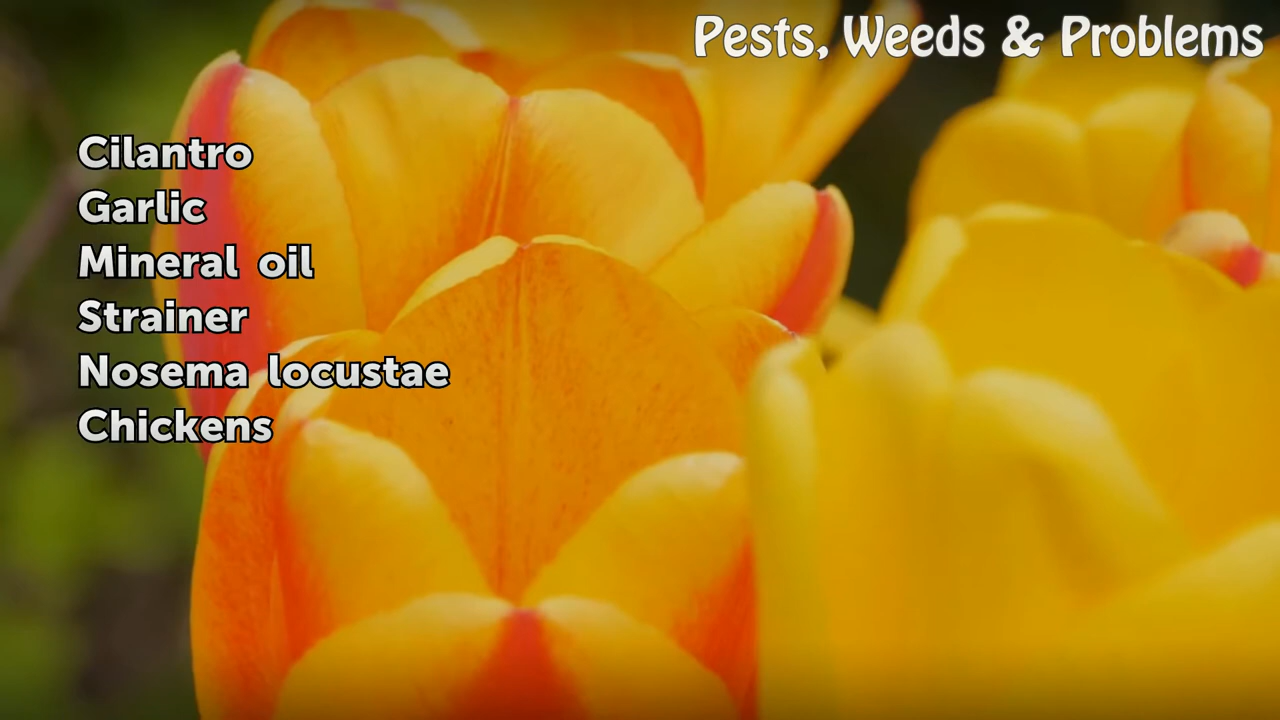 Pests, Weeds & Problems
Cilantro
Garlic
Mineral oil
Strainer
Nosema locustae
Chickens